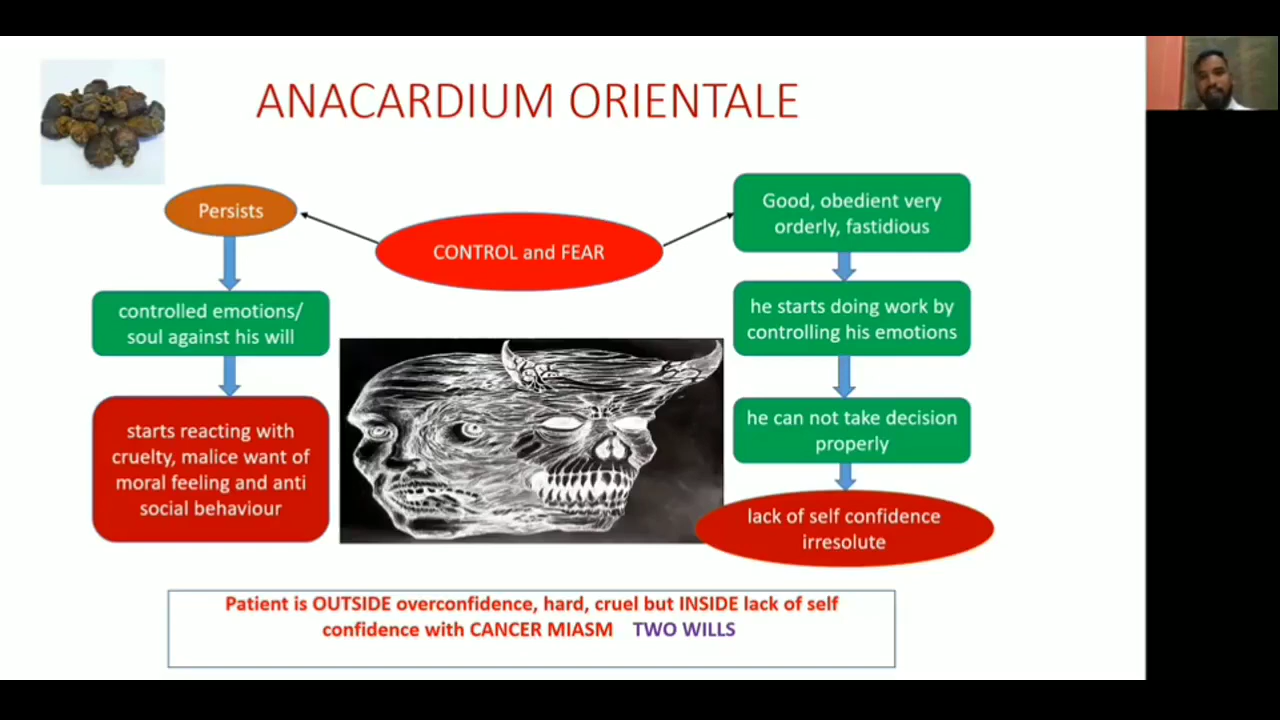 ANACARDIUM ORIENTALE
Persists
CONTROL and FEAR
Good, obedient very
orderly, fastidious
controlled emotions/
soul against his will
he starts doing work by
controlling his emotions
starts reacting with
cruelty, malice want of
moral feeling and anti
social behaviour
he can not take decision
properly
lack of self confidence
irresolute
Patient is OUTSIDE overconfidence, hard, cruel but INSIDE lack of self
confidence with CANCER MIASM TWO WILLS